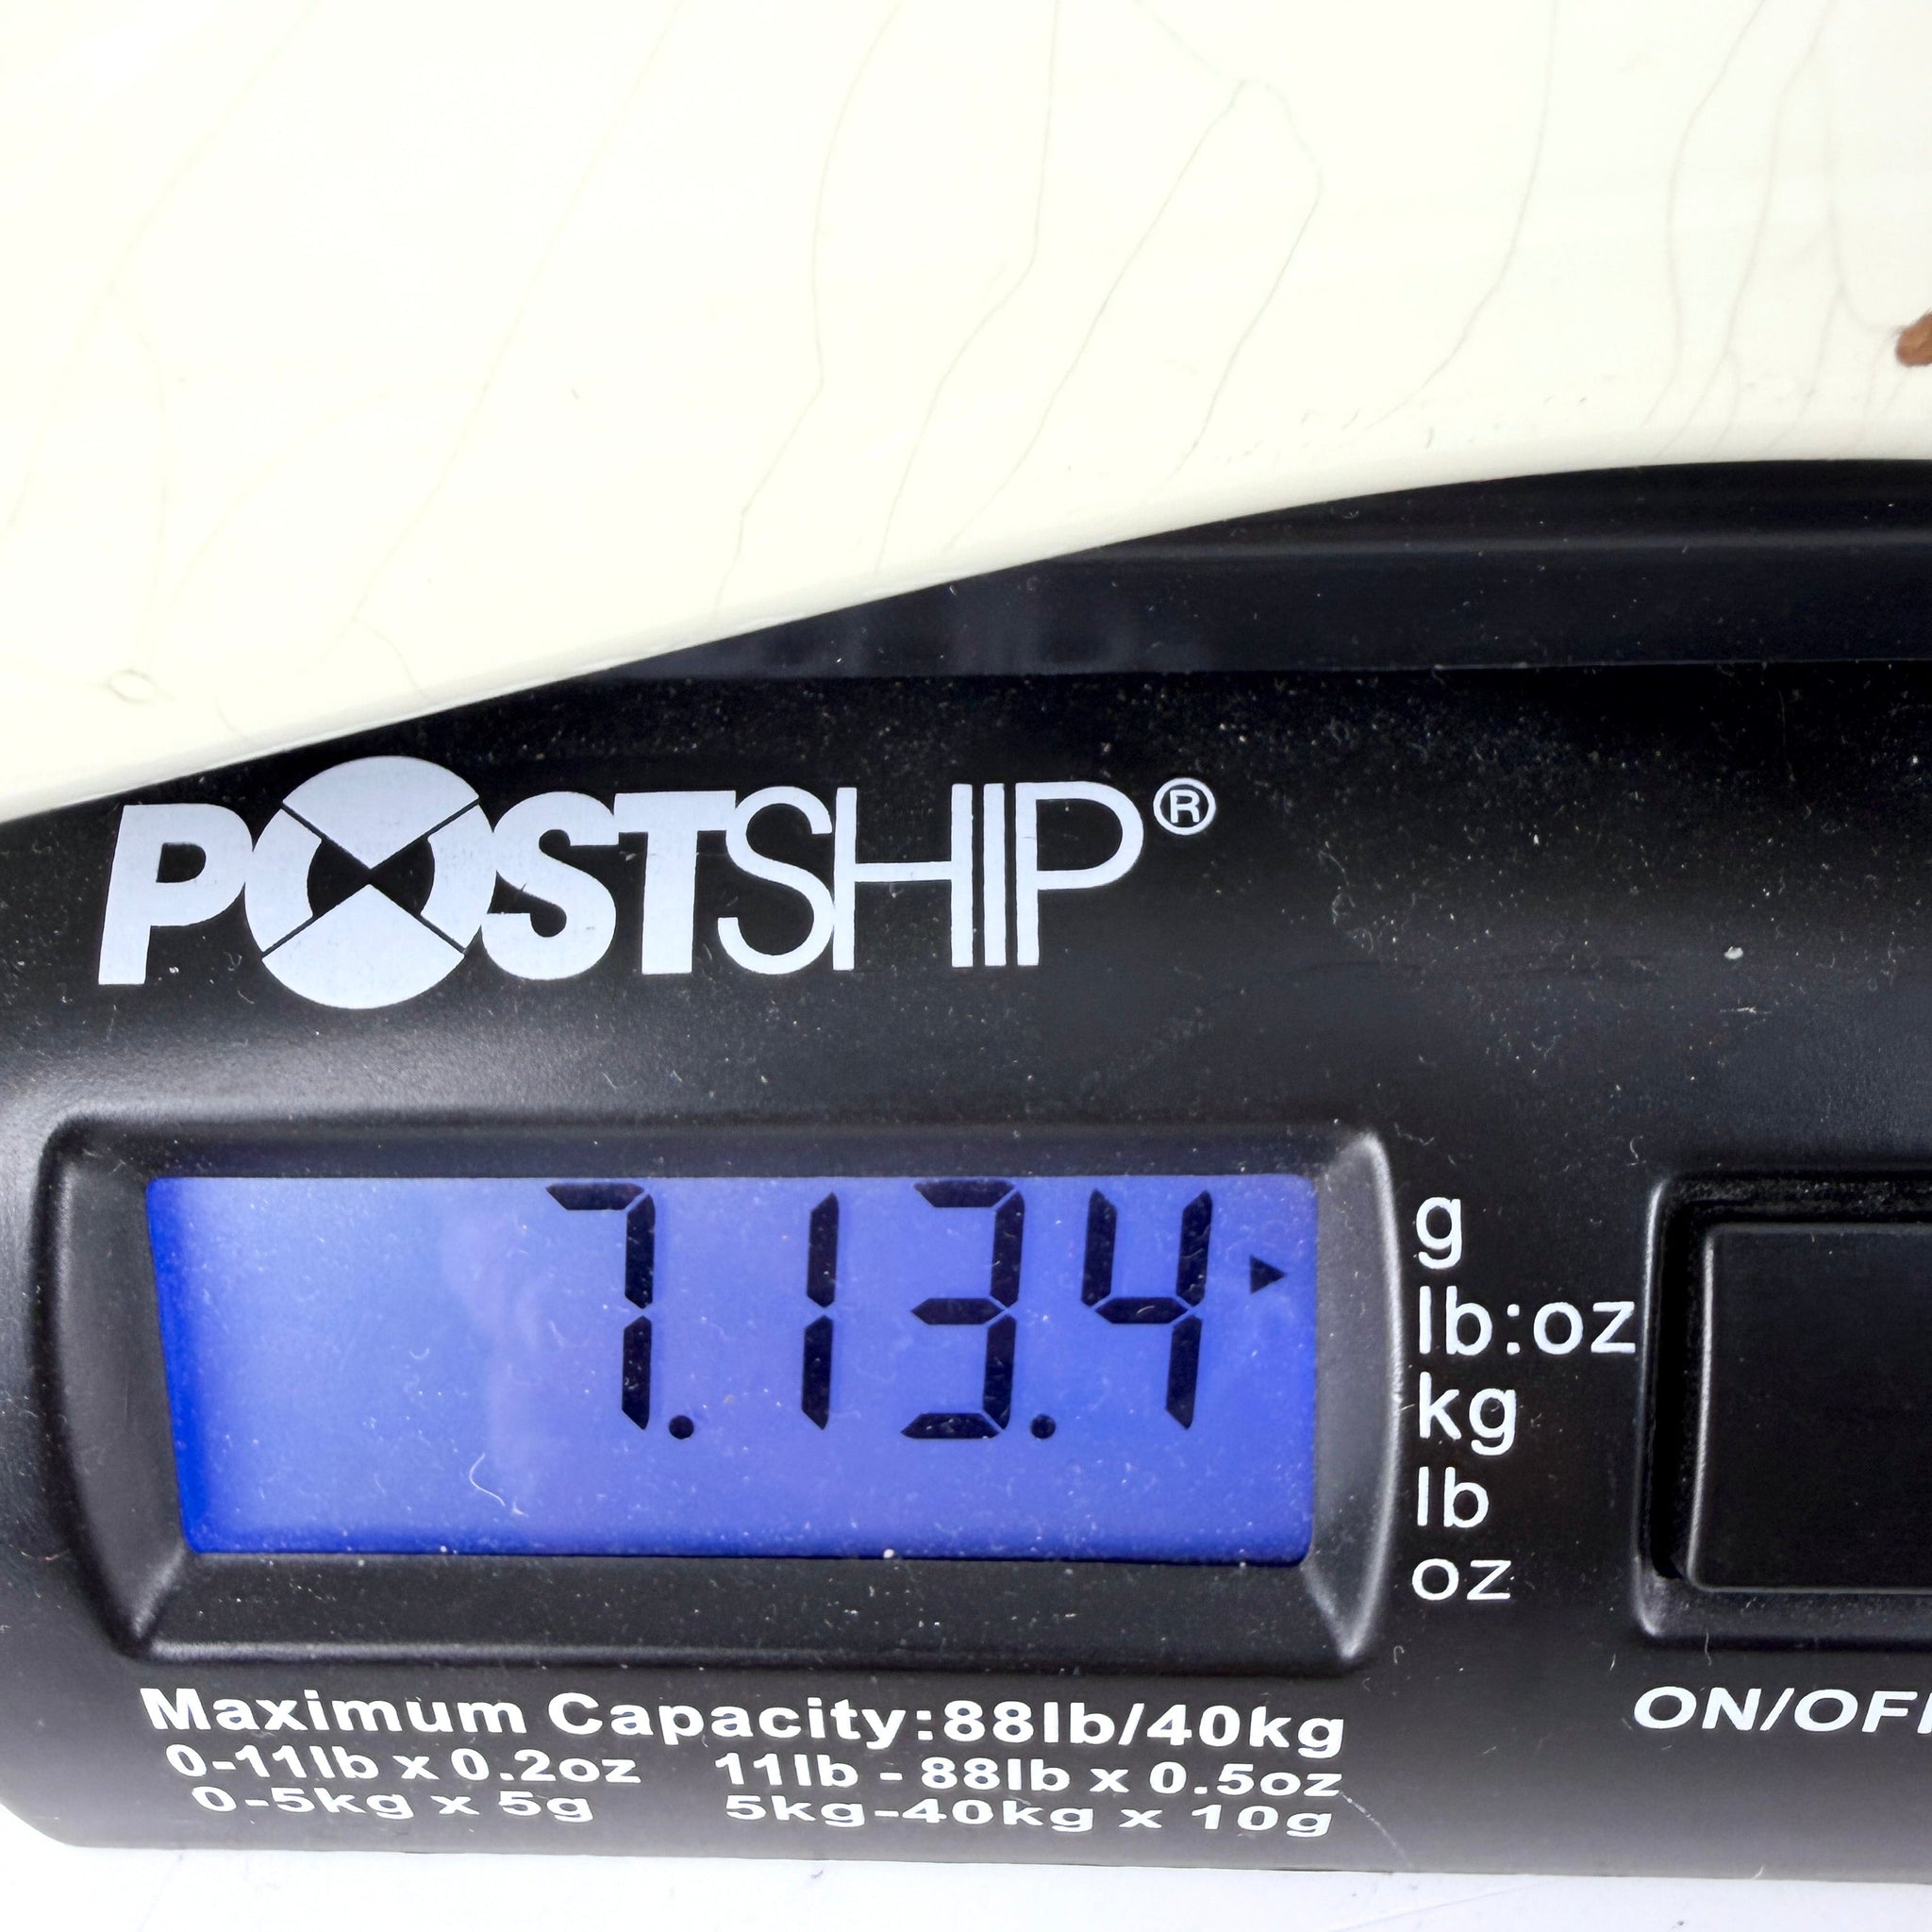 POSTSHIP®
7.13.4
g
lb:oz
kg
lb
oz
Maximum Capacity:88lb/40kg
0-11lb x 0.2oz 11lb - 88lb x 0.5oz
0-5kg x 5g 5kg-40kg x 10g
ON/OF